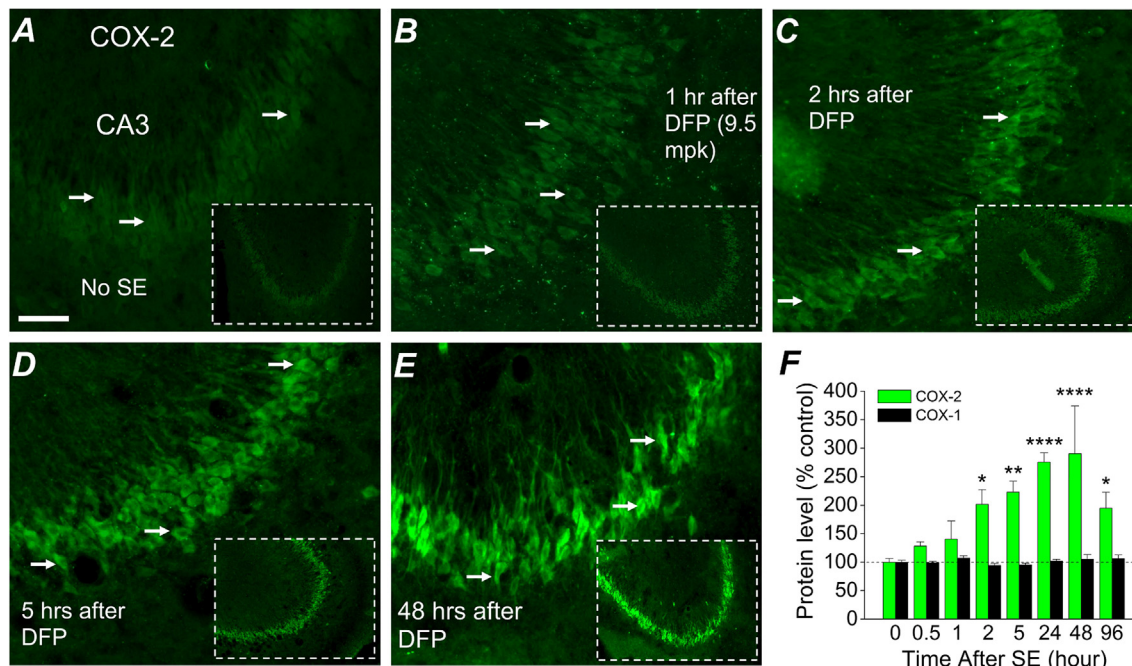 A
COX-2
CA3
No SE
B
1 hr after
DFP (9.5
mpk)
C
2 hrs after
DFP
D
5 hrs after
DFP
E
48 hrs after
DFP
F
COX-2
COX-1
Protein level (% control)
400
350
300
250
200
150
100
50
0
* ** **** **** *
0 0.5 1 2 5 24 48 96
Time After SE (hour)